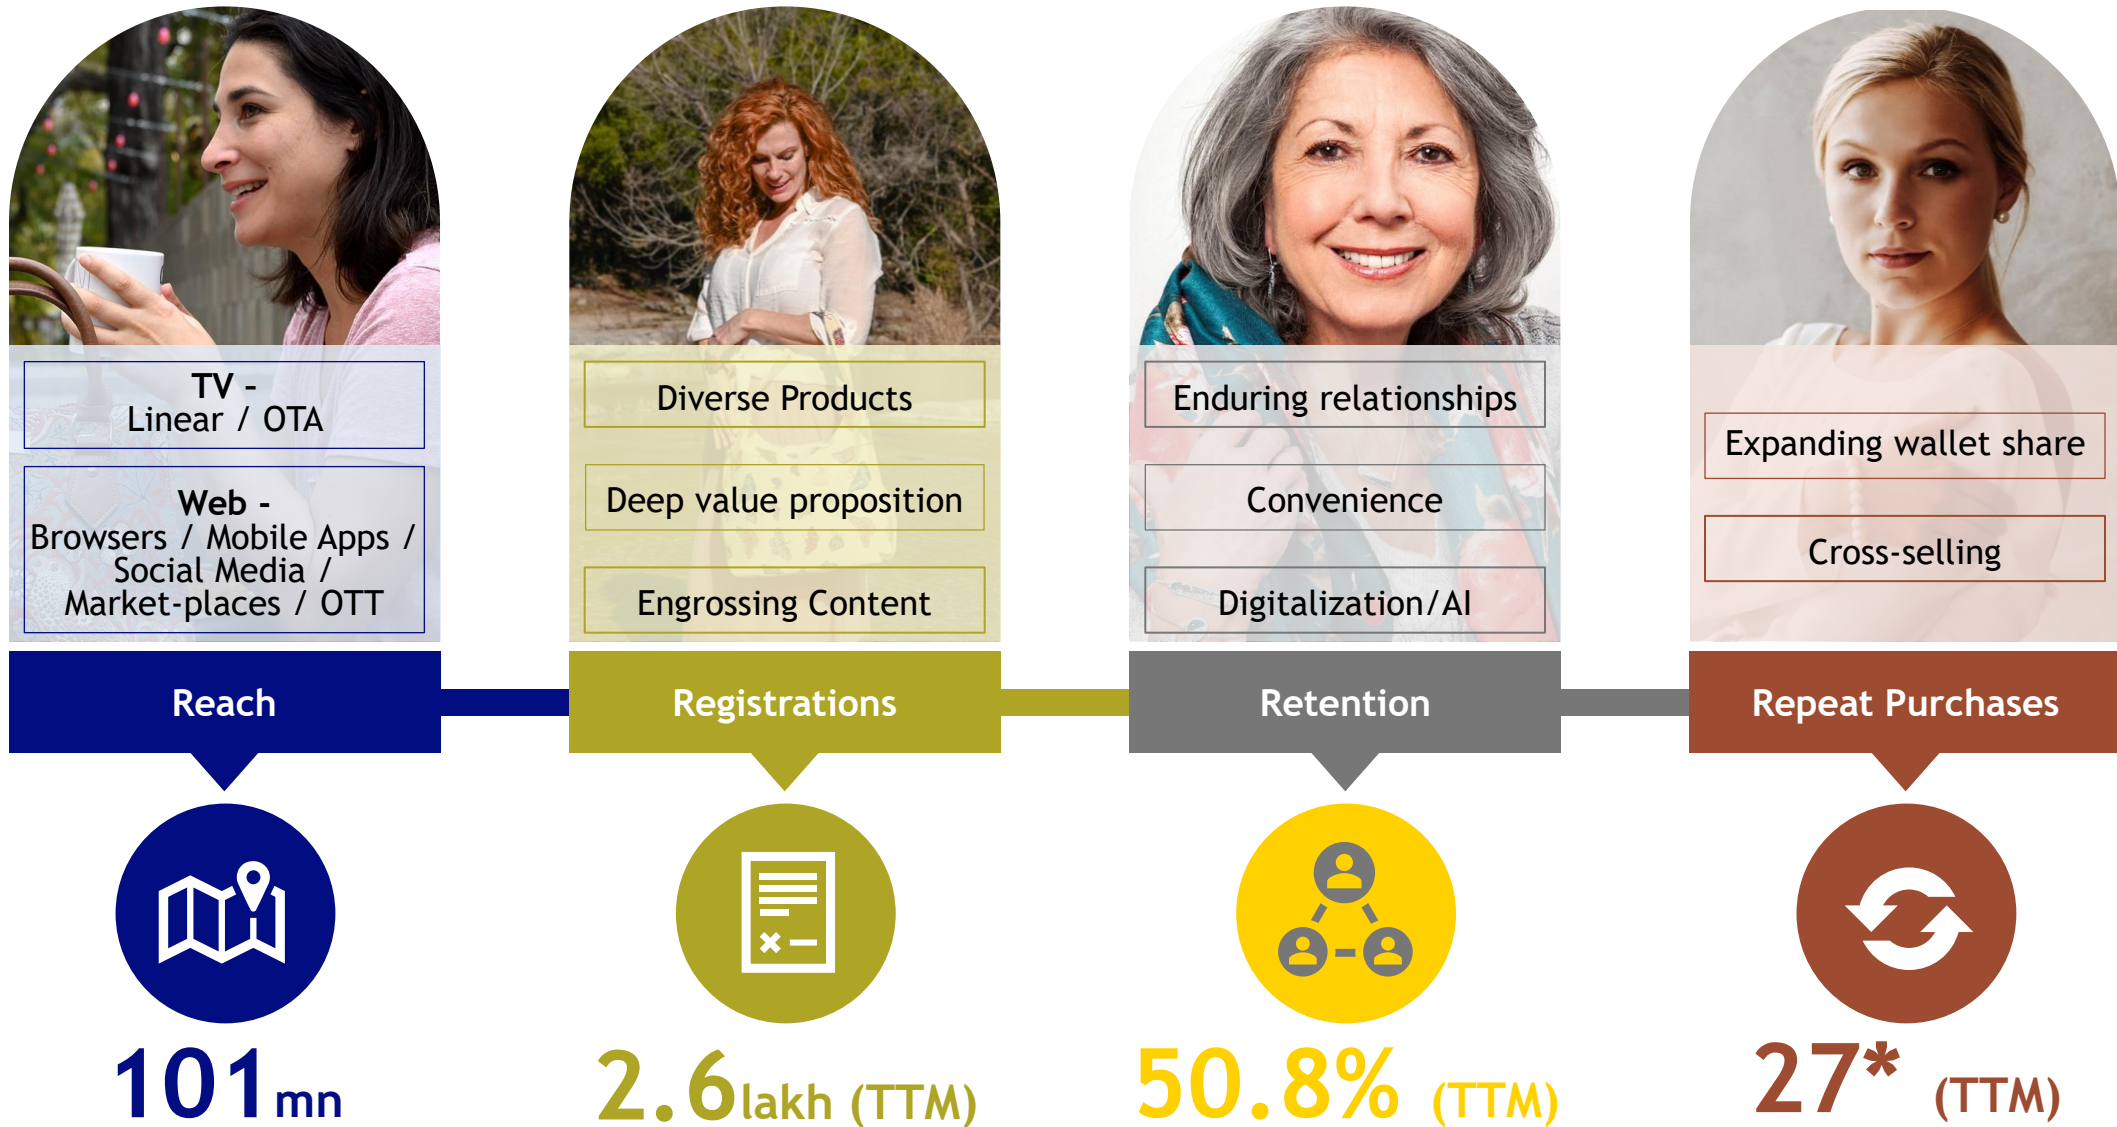 TV –
Linear / OTA
Web -
Browsers / Mobile Apps /
Social Media /
Market-places / OTT
Reach
101mn
Diverse Products
Deep value proposition
Engrossing Content
Registrations
2.6lakh (TTM)
Enduring relationships
Convenience
Digitalization/AI
Retention
50.8% (TTM)
Expanding wallet share
Cross-selling
Repeat Purchases
27* (TTM)